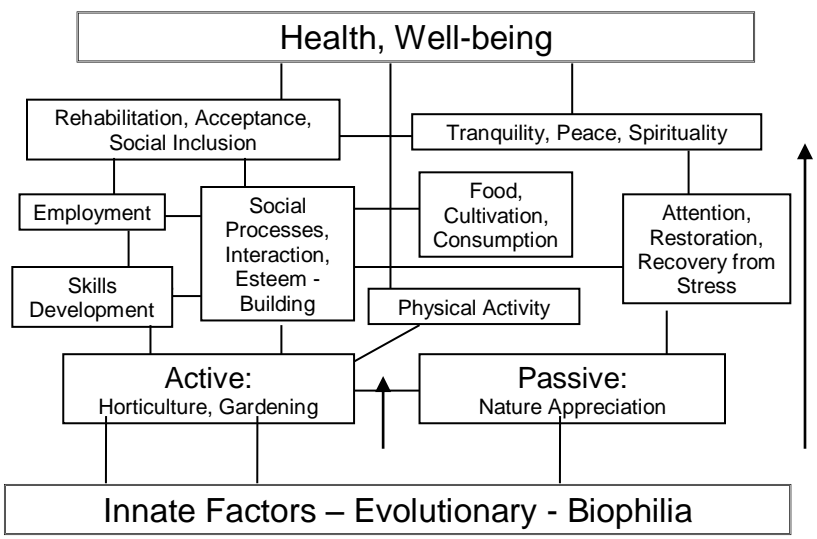 Health, Well-being
Rehabilitation, Acceptance,
Social Inclusion
Tranquility, Peace, Spirituality
Employment
Social
Processes,
Interaction,
Esteem -
Building
Food,
Cultivation,
Consumption
Attention,
Restoration,
Recovery from
Stress
Skills
Development
Physical Activity
Active:
Horticulture, Gardening
Passive:
Nature Appreciation
Innate Factors – Evolutionary - Biophilia